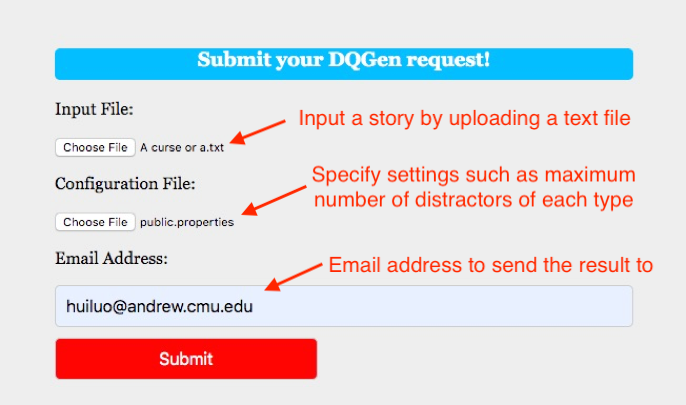 Submit your DQGen request!
Input File:
Input a story by uploading a text file
Choose File A curse or a.txt
Specify settings such as maximum
number of distractors of each type
Configuration File:
Choose File public.properties
Email Address:
Email address to send the result to
huiluo@andrew.cmu.edu
Submit